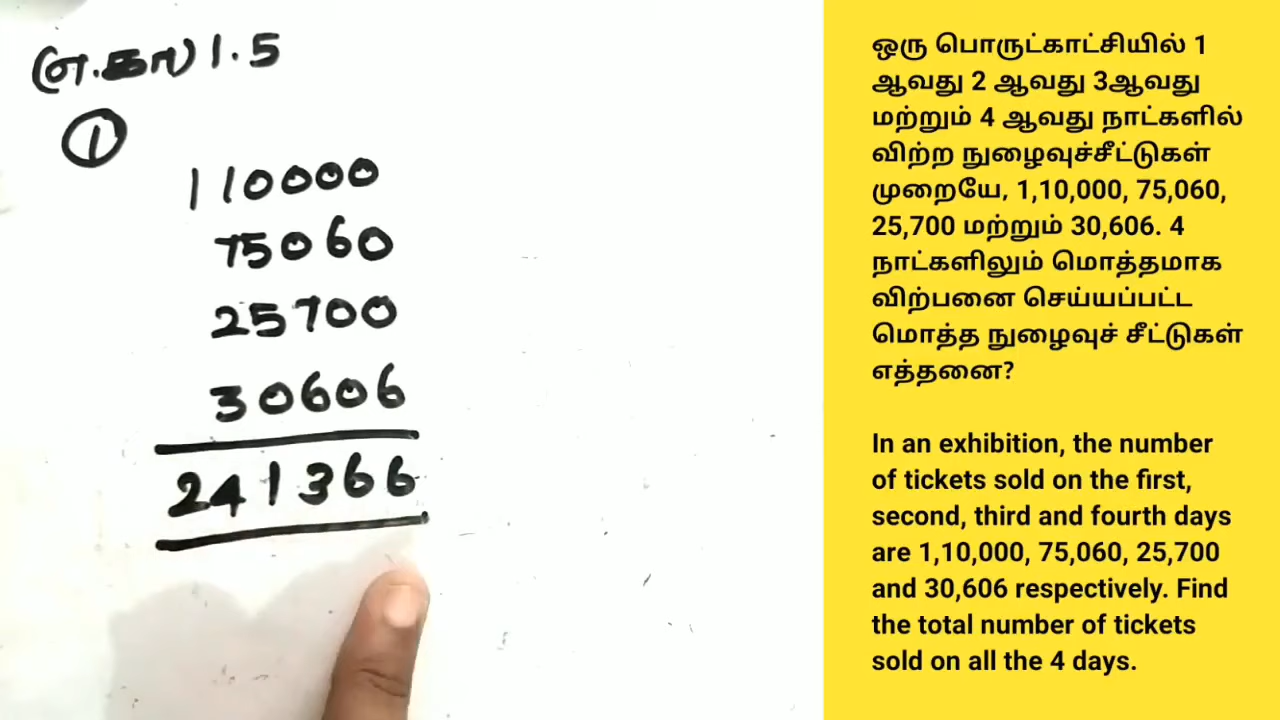 1.5
1
110000
75060
25700
30606
241366
ஒரு பொருட்காட்சியில் 1
ஆவது 2 ஆவது 3ஆவது
மற்றும் 4 ஆவது நாட்களில்
விற்ற நுழைவுச்சீட்டுகள்
முறையே, 1,10,000, 75,060,
25,700 மற்றும் 30,606. 4
நாட்களிலும் மொத்தமாக
விற்பனை செய்யப்பட்ட
மொத்த நுழைவுச் சீட்டுகள்
எத்தனை?
In an exhibition, the number
of tickets sold on the first,
second, third and fourth days
are 1,10,000, 75,060, 25,700
and 30,606 respectively. Find
the total number of tickets
sold on all the 4 days.